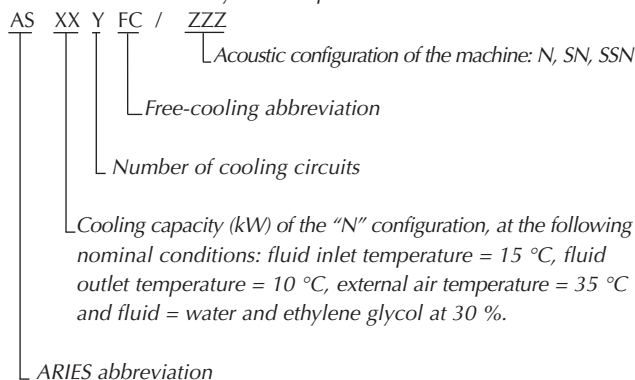 AS XX Y FC / ZZZ
Acoustic configuration of the machine: N, SN, SSN
Free-cooling abbreviation
Number of cooling circuits
Cooling capacity (kW) of the “N” configuration, at the following
nominal conditions: fluid inlet temperature = 15 °C, fluid
outlet temperature = 10 °C, external air temperature = 35 °C
and fluid = water and ethylene glycol at 30 %.
ARIES abbreviation